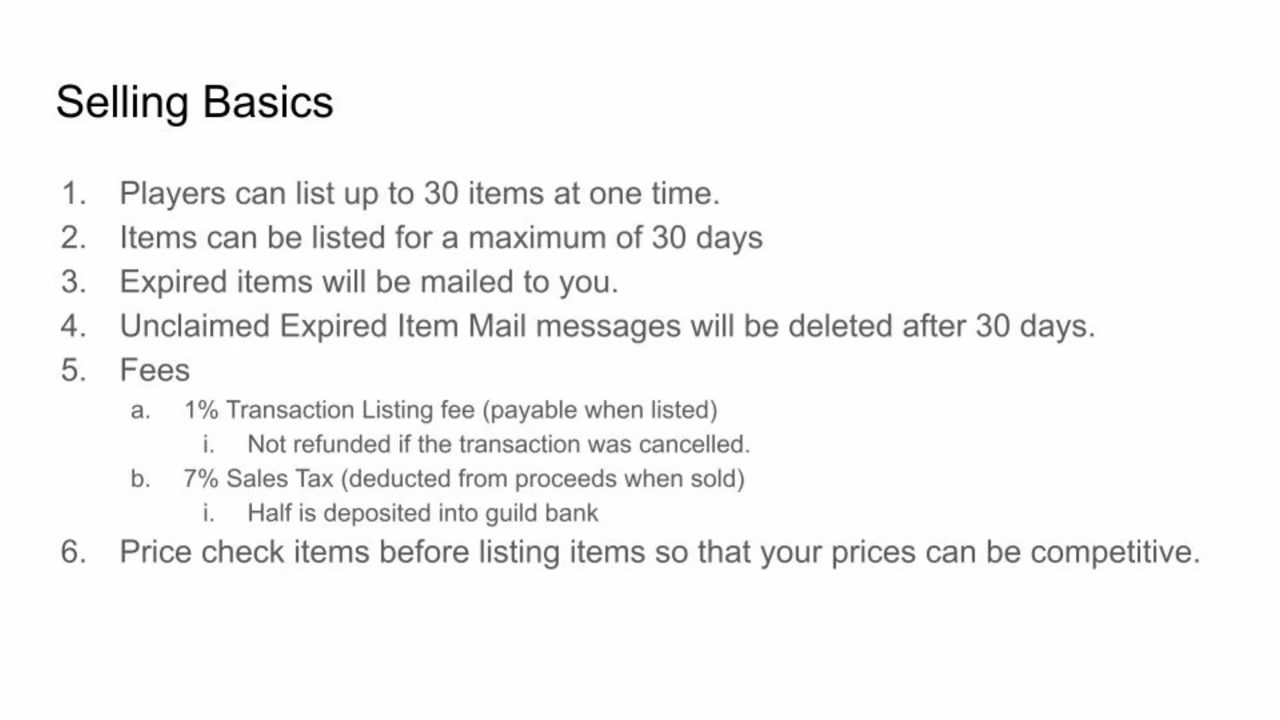 Selling Basics
1. Players can list up to 30 items at one time.
2. Items can be listed for a maximum of 30 days
3. Expired items will be mailed to you.
4. Unclaimed Expired Item Mail messages will be deleted after 30 days.
5. Fees
a. 1% Transaction Listing fee (payable when listed)
i. Not refunded if the transaction was cancelled.
b. 7% Sales Tax (deducted from proceeds when sold)
i. Half is deposited into guild bank
6. Price check items before listing items so that your prices can be competitive.